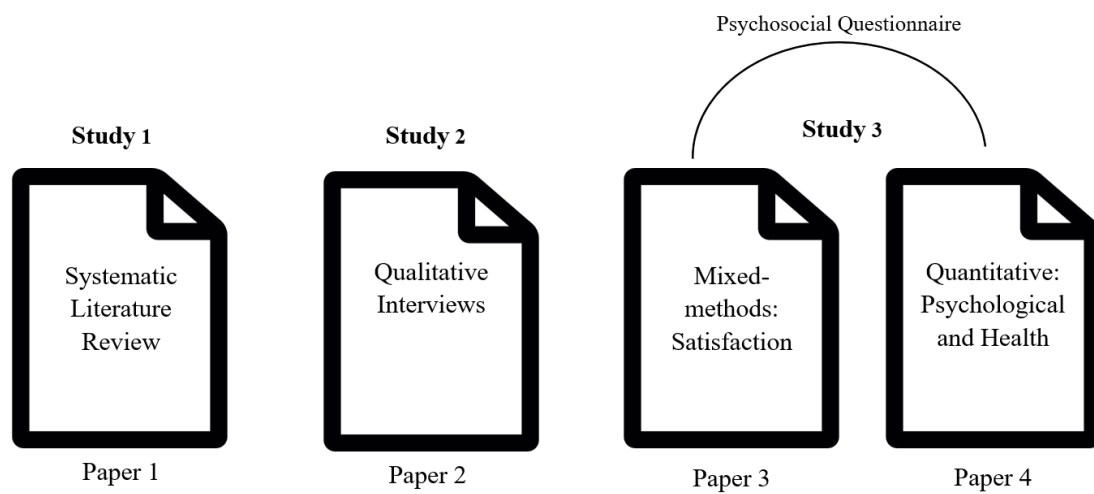 Psychosocial Questionnaire
Study 1
Study 2
Study 3
Systematic
Literature
Review
Qualitative
Interviews
Mixed-
methods:
Satisfaction
Quantitative:
Psychological
and Health
Paper 1
Paper 2
Paper 3
Paper 4